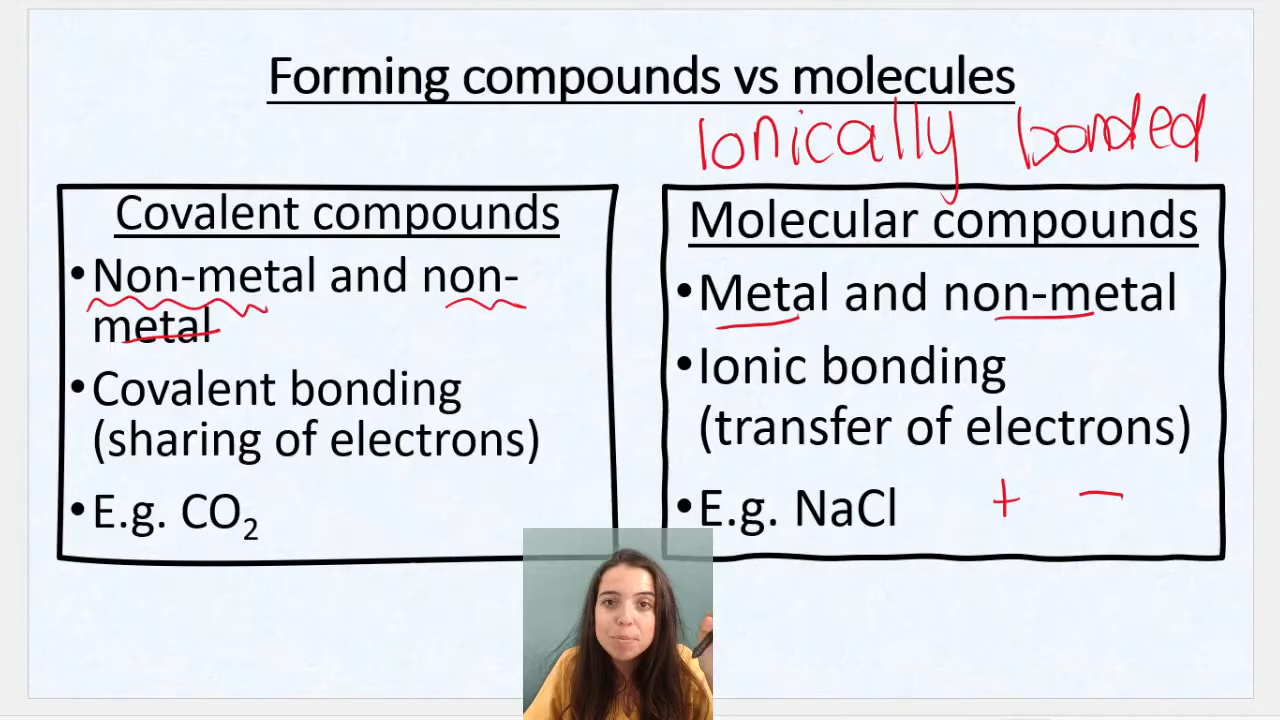 Forming compounds vs molecules
Ionically bonded
Covalent compounds
•Non-metal and non-
metal
•Covalent bonding
(sharing of electrons)
•E.g. CO₂
Molecular compounds
•Metal and non-metal
•Ionic bonding
(transfer of electrons)
•E.g. NaCl + −